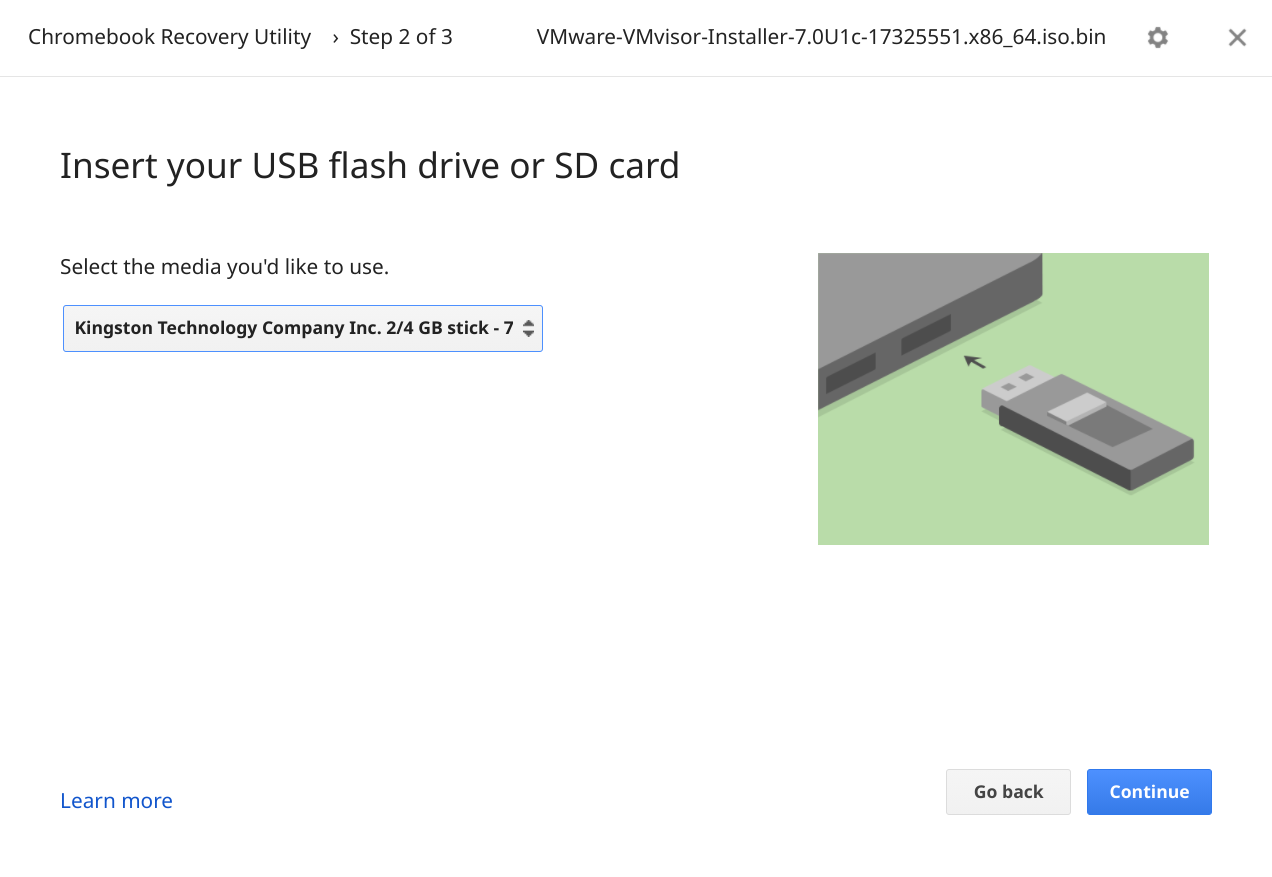 Chromebook Recovery Utility › Step 2 of 3 VMware-VMvisor-Installer-7.0U1c-17325551.x86_64.iso.bin
Insert your USB flash drive or SD card
Select the media you'd like to use.
Kingston Technology Company Inc. 2/4 GB stick - 7
Learn more
Go back
Continue